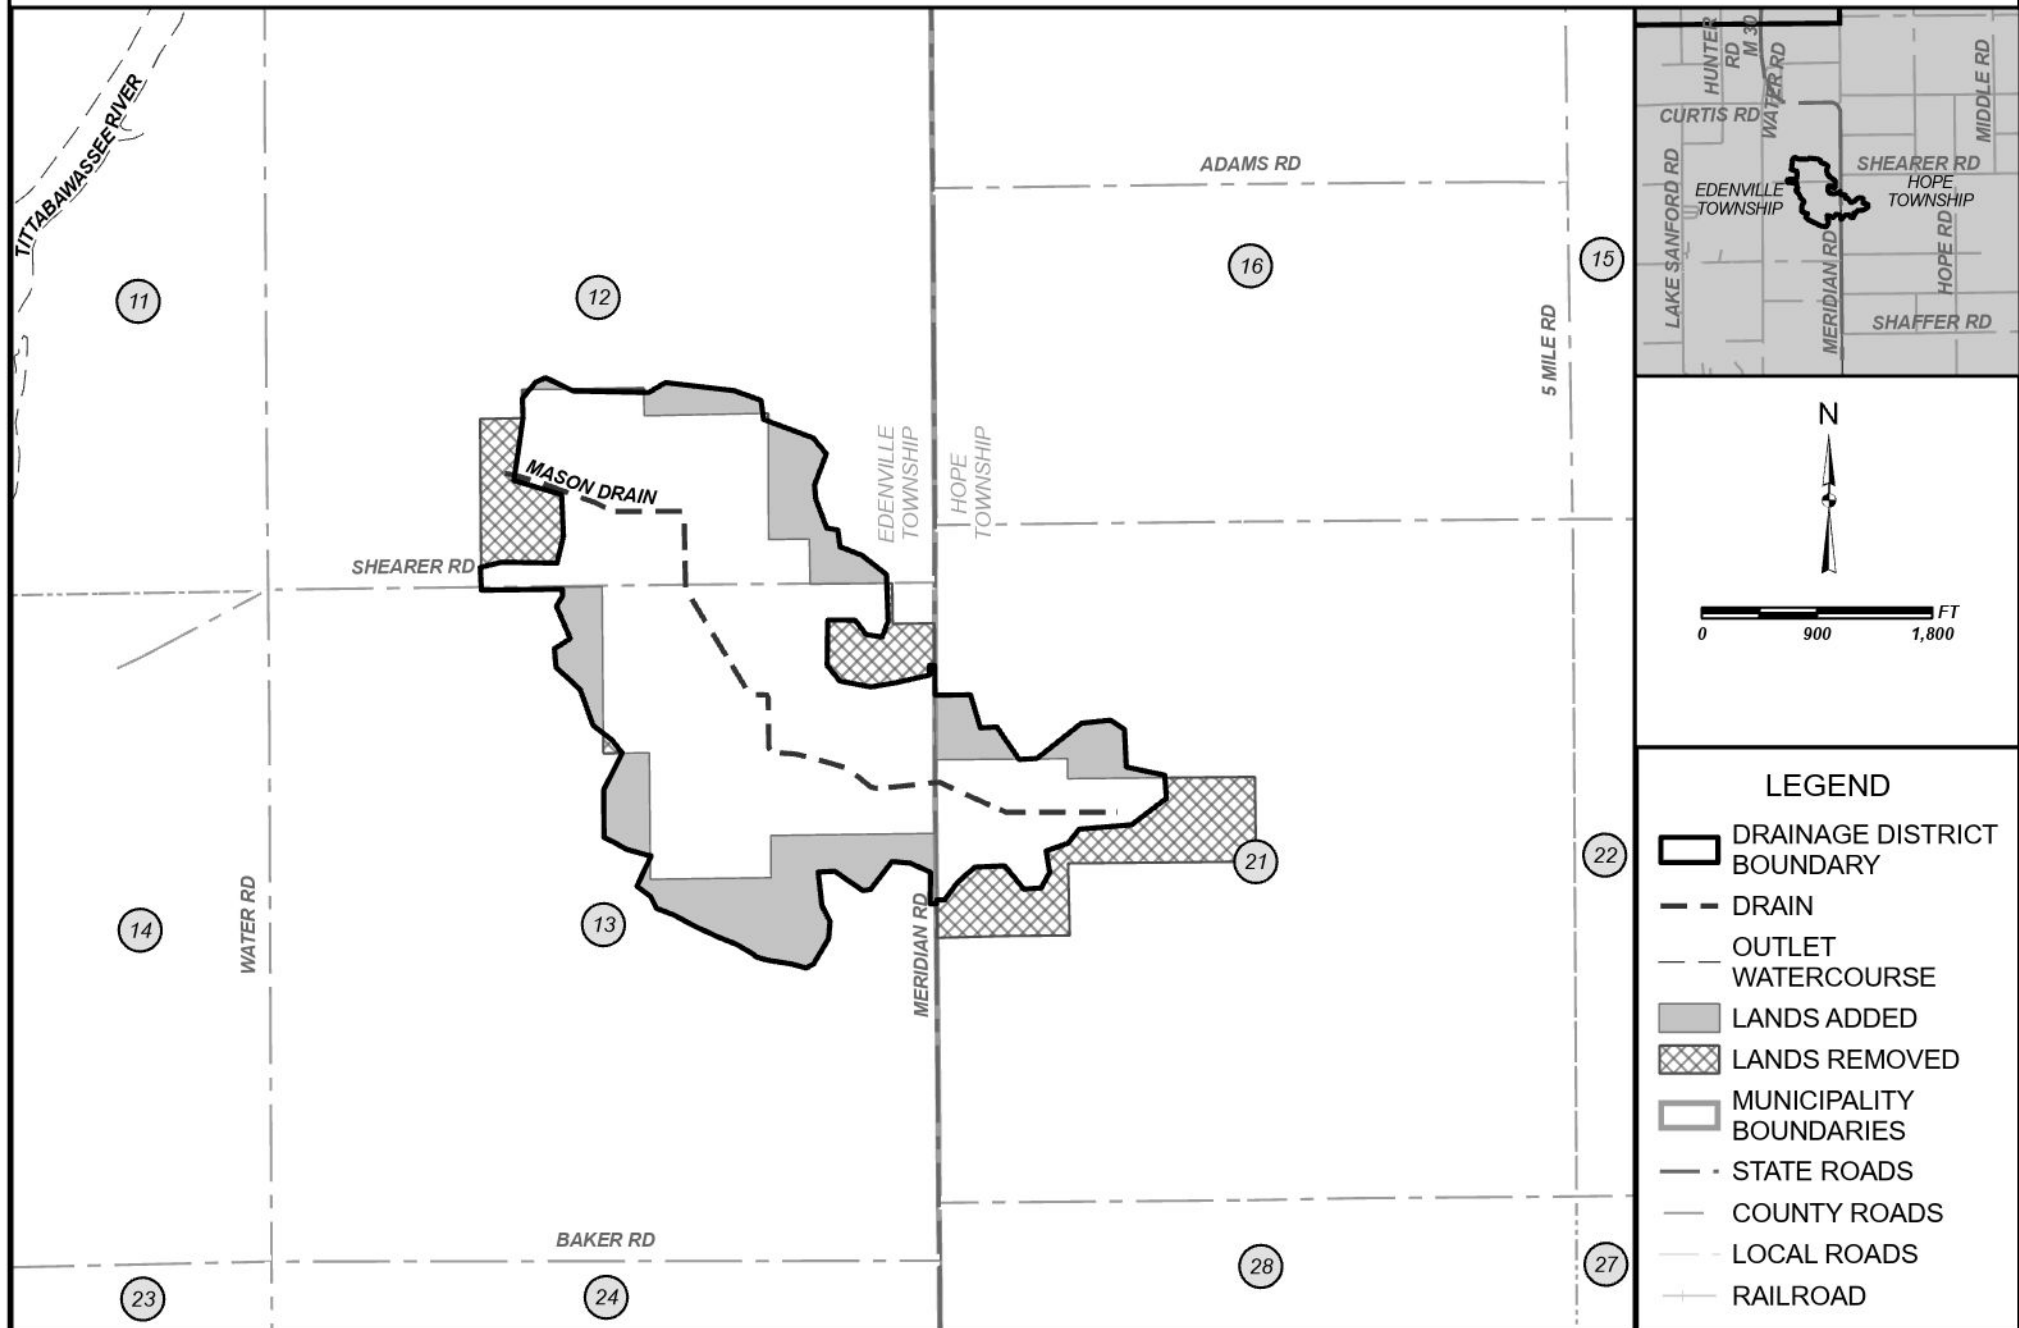 TITTABAWASSEE RIVER
ADAMS RD
11
12
16
15
5 MILE RD
EDENVILLE
TOWNSHIP
HOPE
TOWNSHIP
MASON DRAIN
SHEARER RD
WATER RD
MERIDIAN RD
14
13
21
22
BAKER RD
23
24
28
27
HUNTER
RD
M 30
WATER RD
MIDDLE RD
CURTIS RD
LAKE SANFORD RD
SHEARER RD
EDENVILLE
TOWNSHIP
HOPE
TOWNSHIP
MERIDIAN RD
HOPE RD
SHAFFER RD
N
FT
0 900 1,800
LEGEND
DRAINAGE DISTRICT
BOUNDARY
DRAIN
OUTLET
WATERCOURSE
LANDS ADDED
LANDS REMOVED
MUNICIPALITY
BOUNDARIES
STATE ROADS
COUNTY ROADS
LOCAL ROADS
RAILROAD